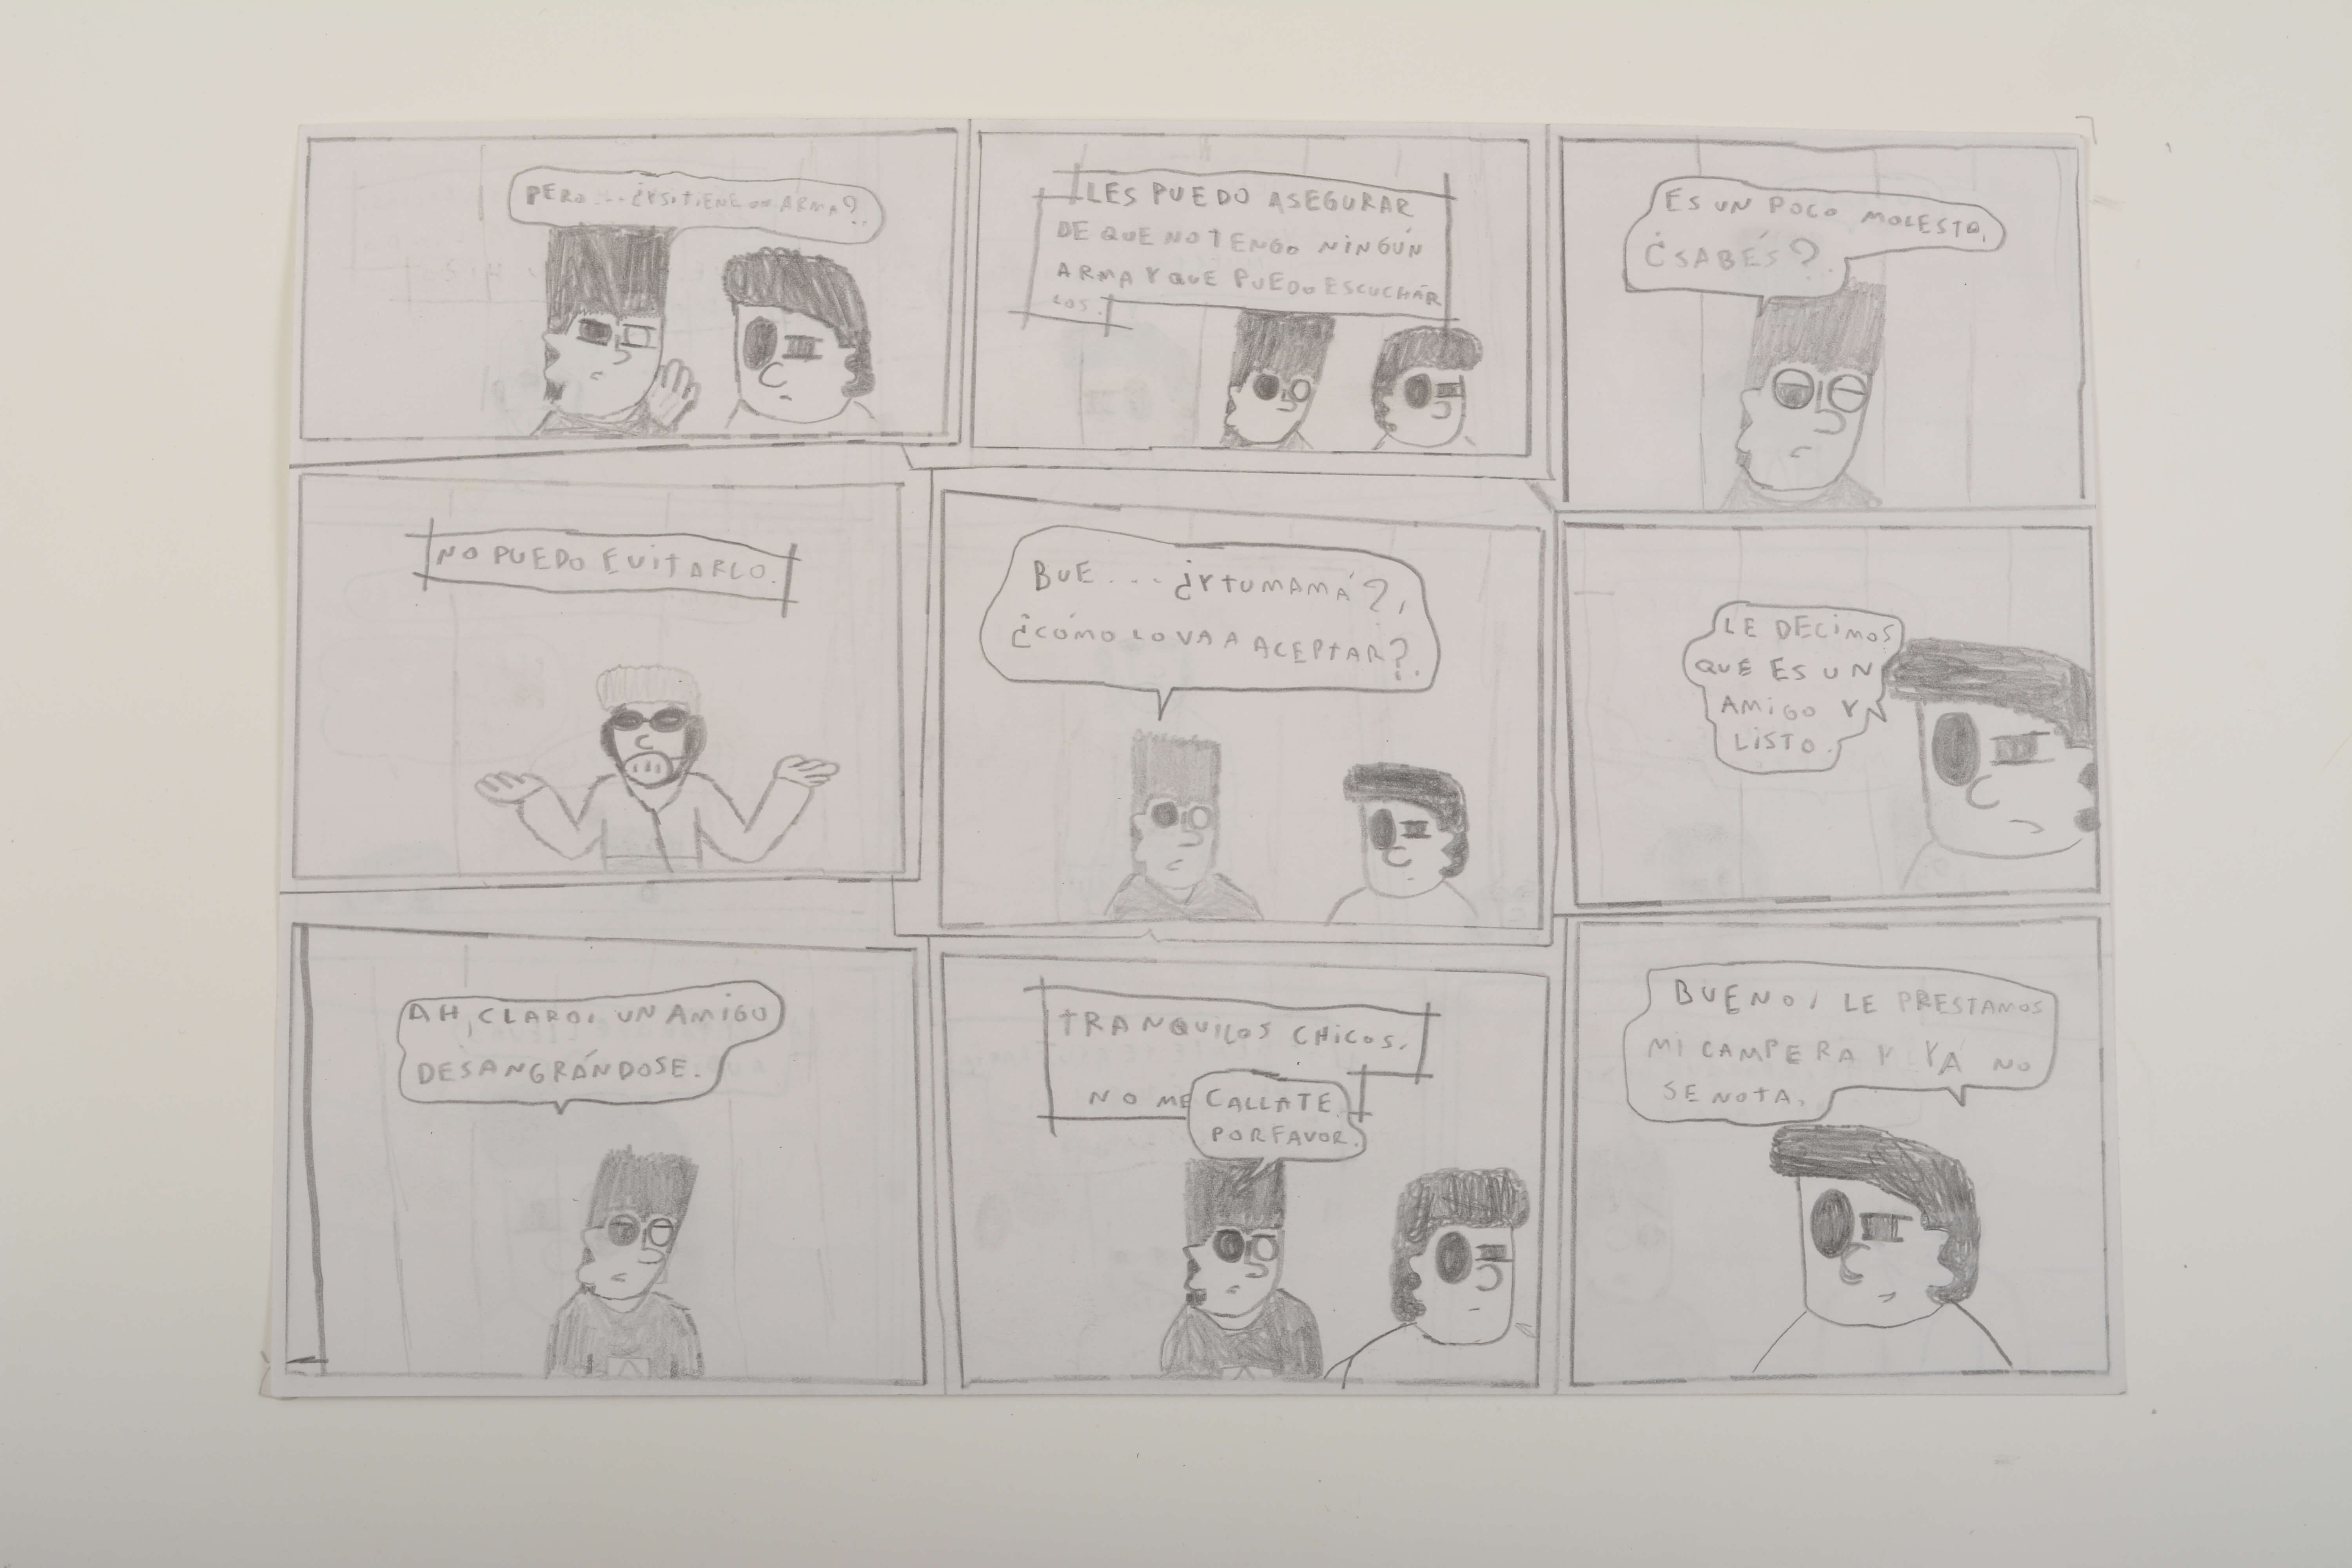 PERO... ¿Y SI TIENE UN ARMA?
LES PUEDO ASEGURAR
DE QUE NO TENGO NINGÚN
ARMA Y QUE PUEDO ESCUCHAR
LOS.
ES UN POCO MOLESTO,
¿SABÉS?
NO PUEDO EVITARLO.
BUE.... ¿Y TU MAMÁ?,
¿CÓMO LO VA A ACEPTAR?.
LE DECIMOS
QUE ES UN
AMIGO Y
LISTO.
AH, CLARO, UN AMIGO
DESANGRÁNDOSE.
TRANQUILOS CHICOS.
NO ME
CALLATE
POR FAVOR.
BUENO, LE PRESTAMOS
MI CAMPERA Y YA NO
SE NOTA.